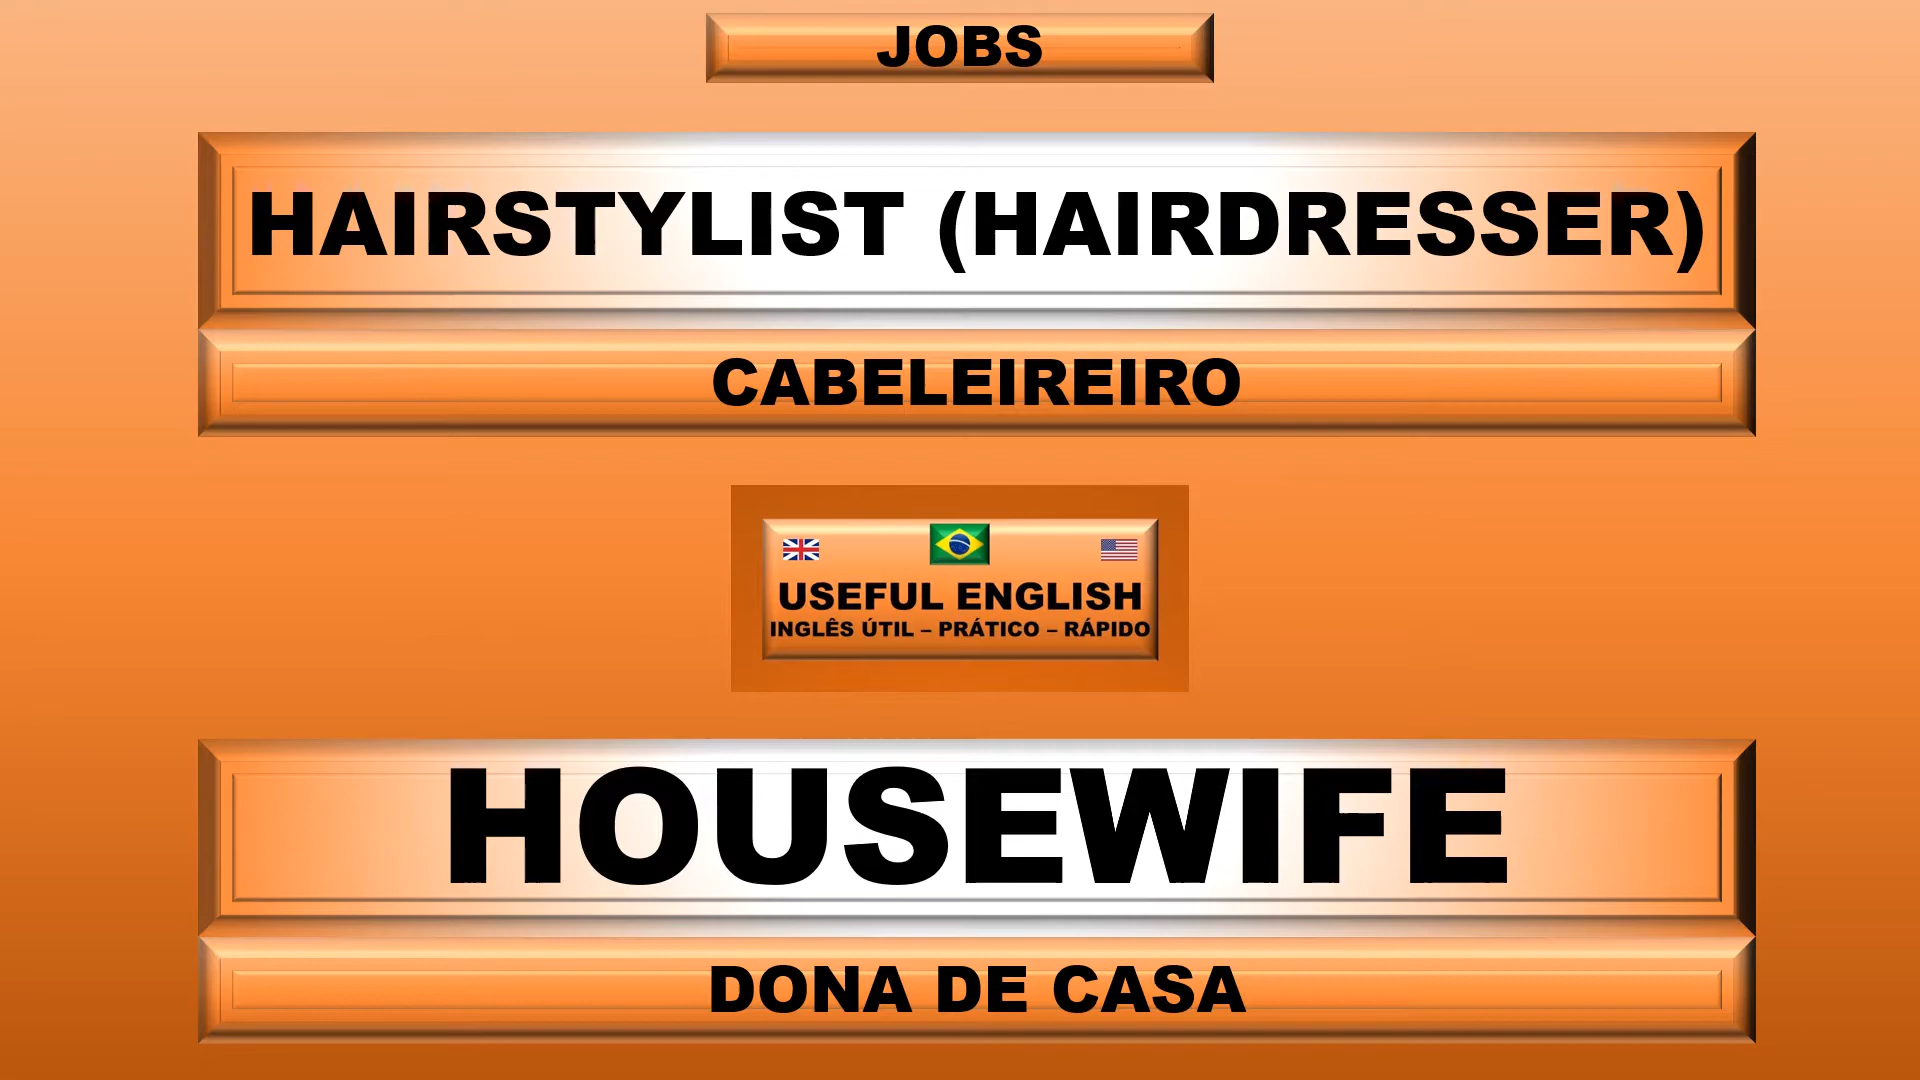 JOBS
HAIRSTYLIST (HAIRDRESSER)
CABELEIREIRO
USEFUL ENGLISH
INGLÊS ÚTIL – PRÁTICO – RÁPIDO
HOUSEWIFE
DONA DE CASA